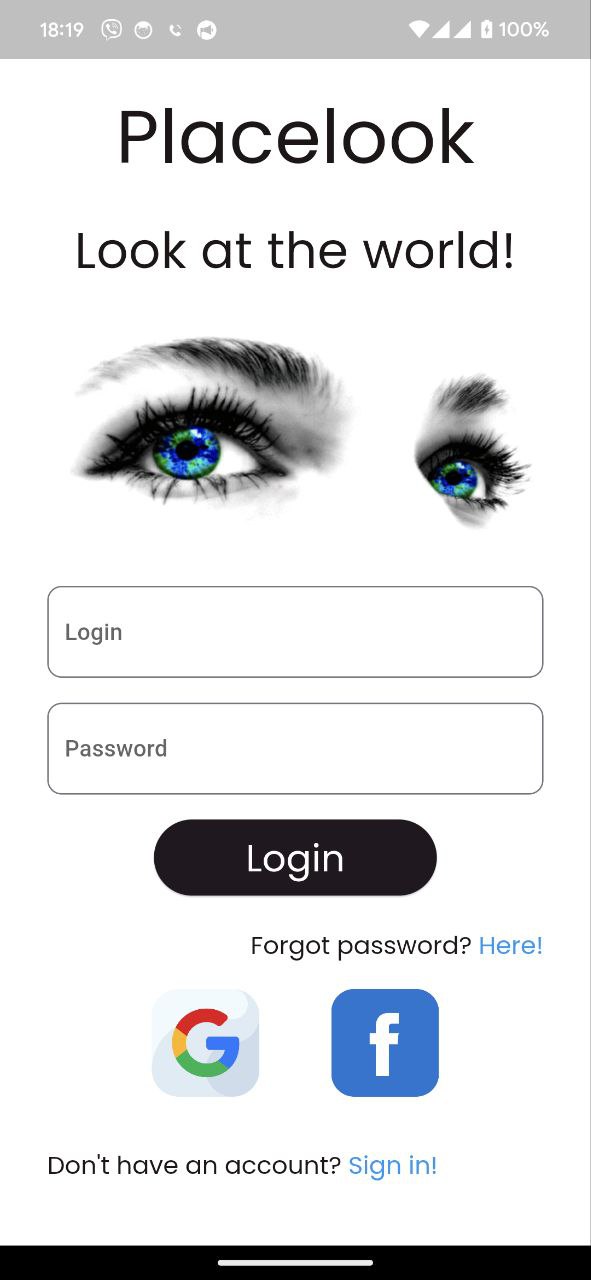 18:19 100%
Placelook
Look at the world!
Login
Password
Login
Forgot password? Here!
Don't have an account? Sign in!